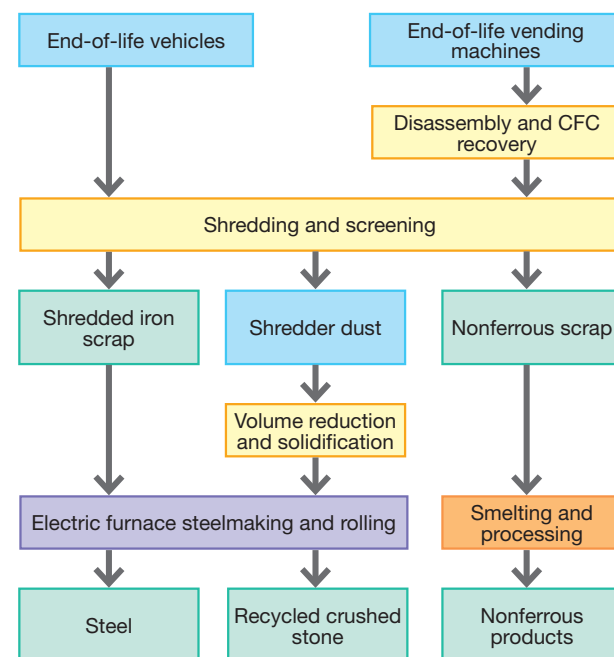 End-of-life vehicles
End-of-life vending
machines
Disassembly and CFC
recovery
Shredding and screening
Shredded iron
scrap
Shredder dust
Nonferrous scrap
Volume reduction
and solidification
Electric furnace steelmaking and rolling
Smelting and
processing
Steel
Recycled crushed
stone
Nonferrous
products